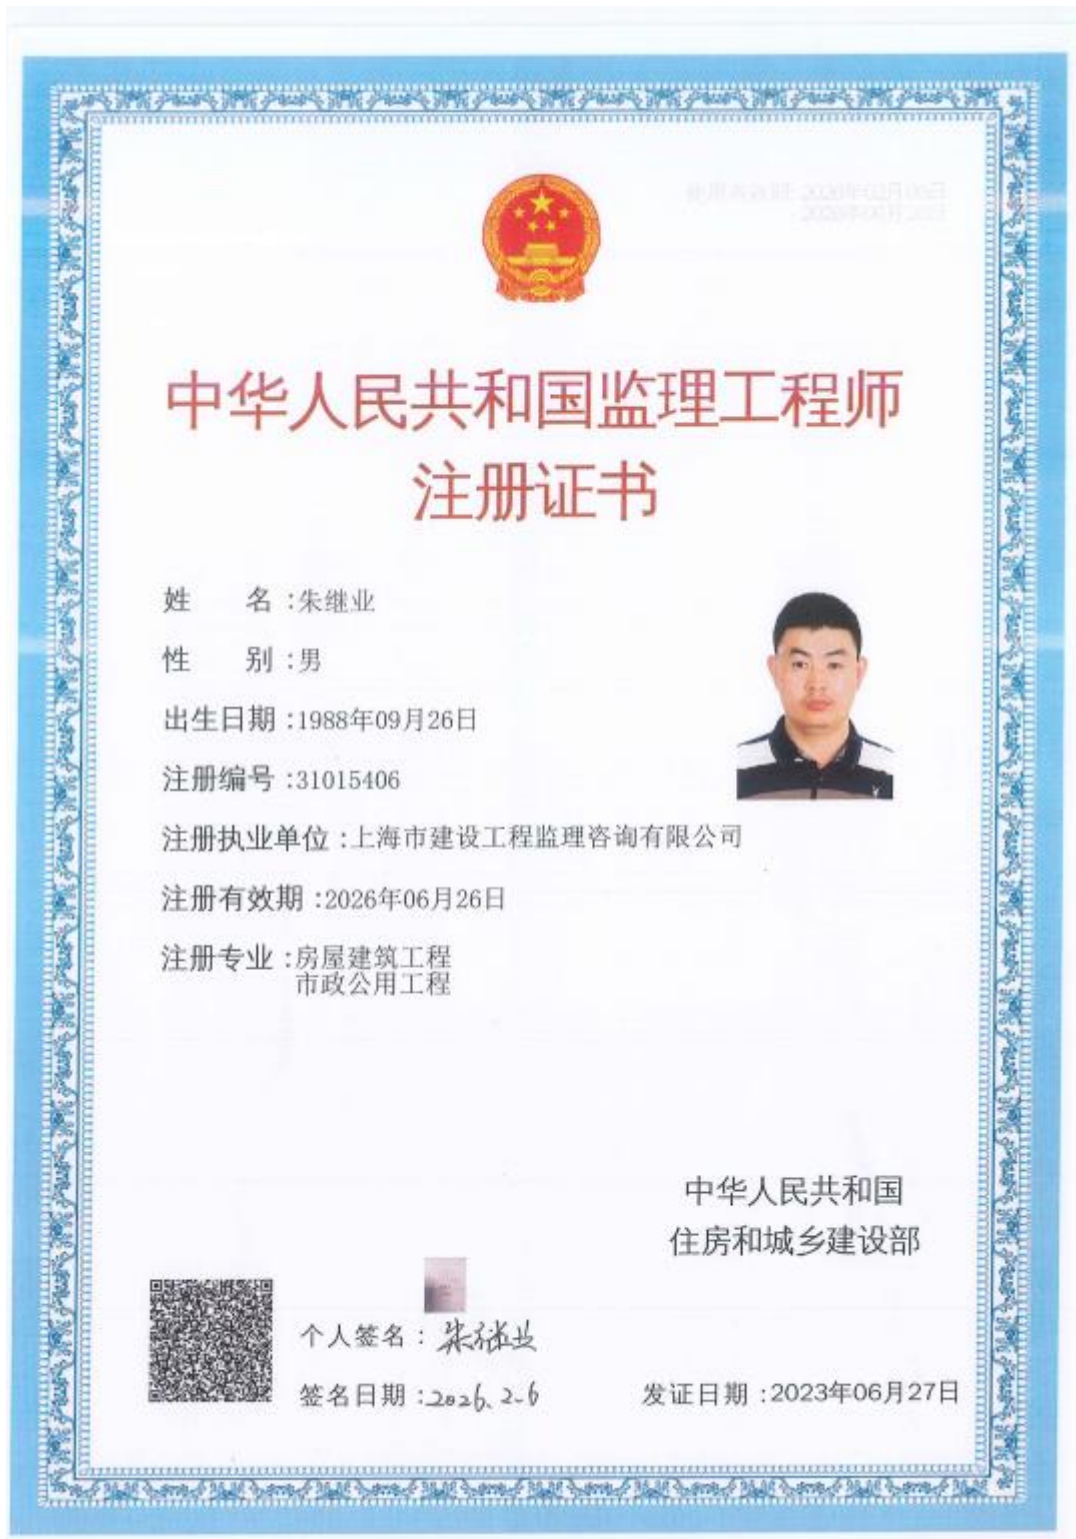 中华人民共和国监理工程师
注册证书
姓 名:朱继业
性 别:男
出生日期:1988年09月26日
注册编号:31015406
注册执业单位:上海市建设工程监理咨询有限公司
注册有效期:2026年06月26日
注册专业:房屋建筑工程
市政公用工程
中华人民共和国
住房和城乡建设部
个人签名:朱继业
签名日期:2026.2.6
发证日期:2023年06月27日